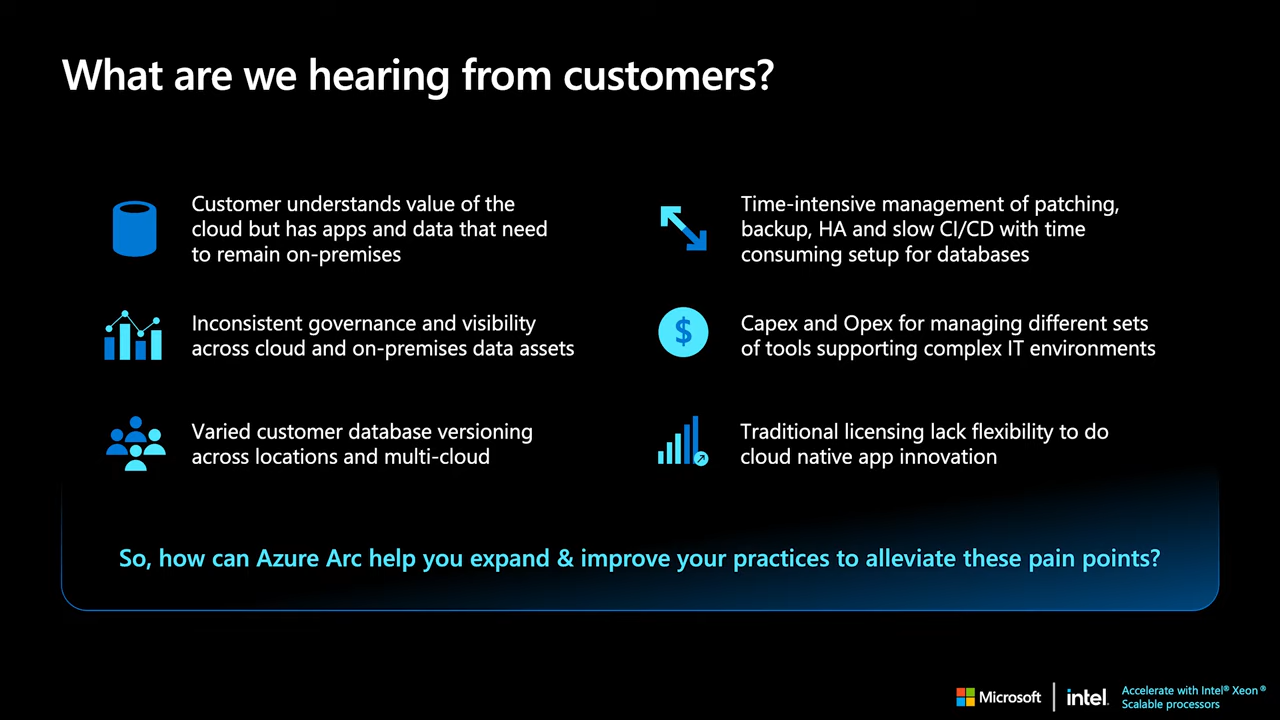 What are we hearing from customers?
Customer understands value of the
cloud but has apps and data that need
to remain on-premises
Inconsistent governance and visibility
across cloud and on-premises data assets
Varied customer database versioning
across locations and multi-cloud
Time-intensive management of patching,
backup, HA and slow CI/CD with time
consuming setup for databases
$
Capex and Opex for managing different sets
of tools supporting complex IT environments
Traditional licensing lack flexibility to do
cloud native app innovation
So, how can Azure Arc help you expand & improve your practices to alleviate these pain points?
Microsoft
intel.
Accelerate with Intel® Xeon®
Scalable processors